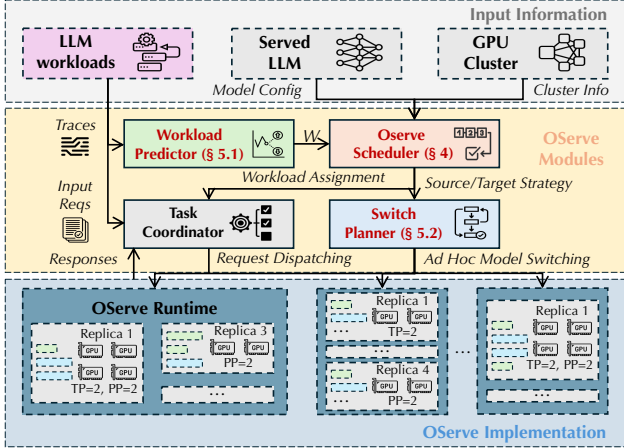 Input Information
LLM
workloads
Served
LLM
GPU
Cluster
Model Config
Cluster Info
Traces
Workload
Predictor (§ 5.1)
W
Oserve
Scheduler (§ 4)
1 2 3
OServe
Modules
Workload Assignment
Source/Target Strategy
Input
Reqs
Task
Coordinator
Switch
Planner (§ 5.2)
Responses
Request Dispatching
Ad Hoc Model Switching
OServe Runtime
Replica 1
GPU GPU
GPU GPU
TP=2, PP=2
Replica 3
GPU GPU
PP=2
...
Replica 1
GPU GPU
... TP=2
...
Replica 4
GPU GPU
... PP=2
...
Replica 1
GPU GPU
GPU GPU
TP=2, PP=2
...
OServe Implementation